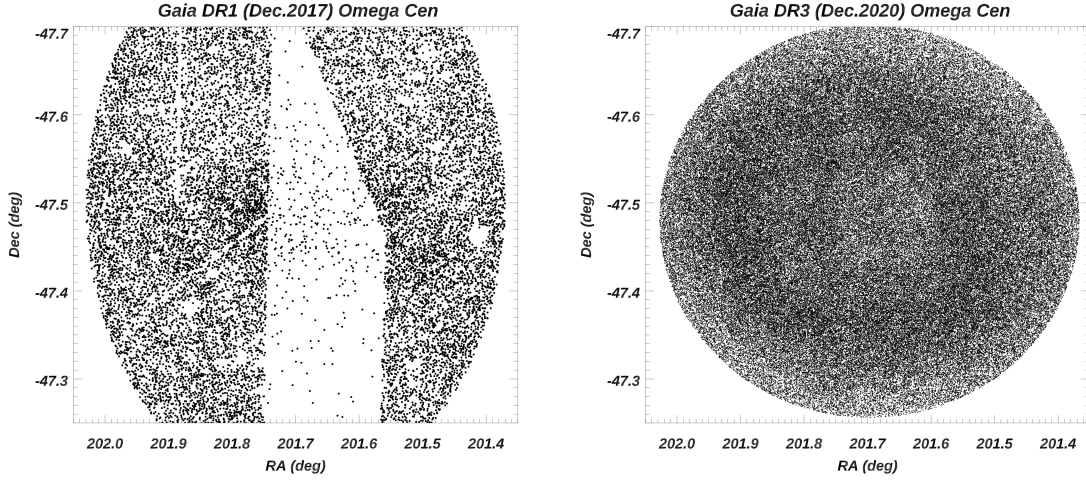 Gaia DR1 (Dec.2017) Omega Cen
-47.7
-47.6
-47.5
-47.4
-47.3
Dec (deg)
202.0 201.9 201.8 201.7 201.6 201.5 201.4
RA (deg)
Gaia DR3 (Dec.2020) Omega Cen
-47.7
-47.6
-47.5
-47.4
-47.3
Dec (deg)
202.0 201.9 201.8 201.7 201.6 201.5 201.4
RA (deg)